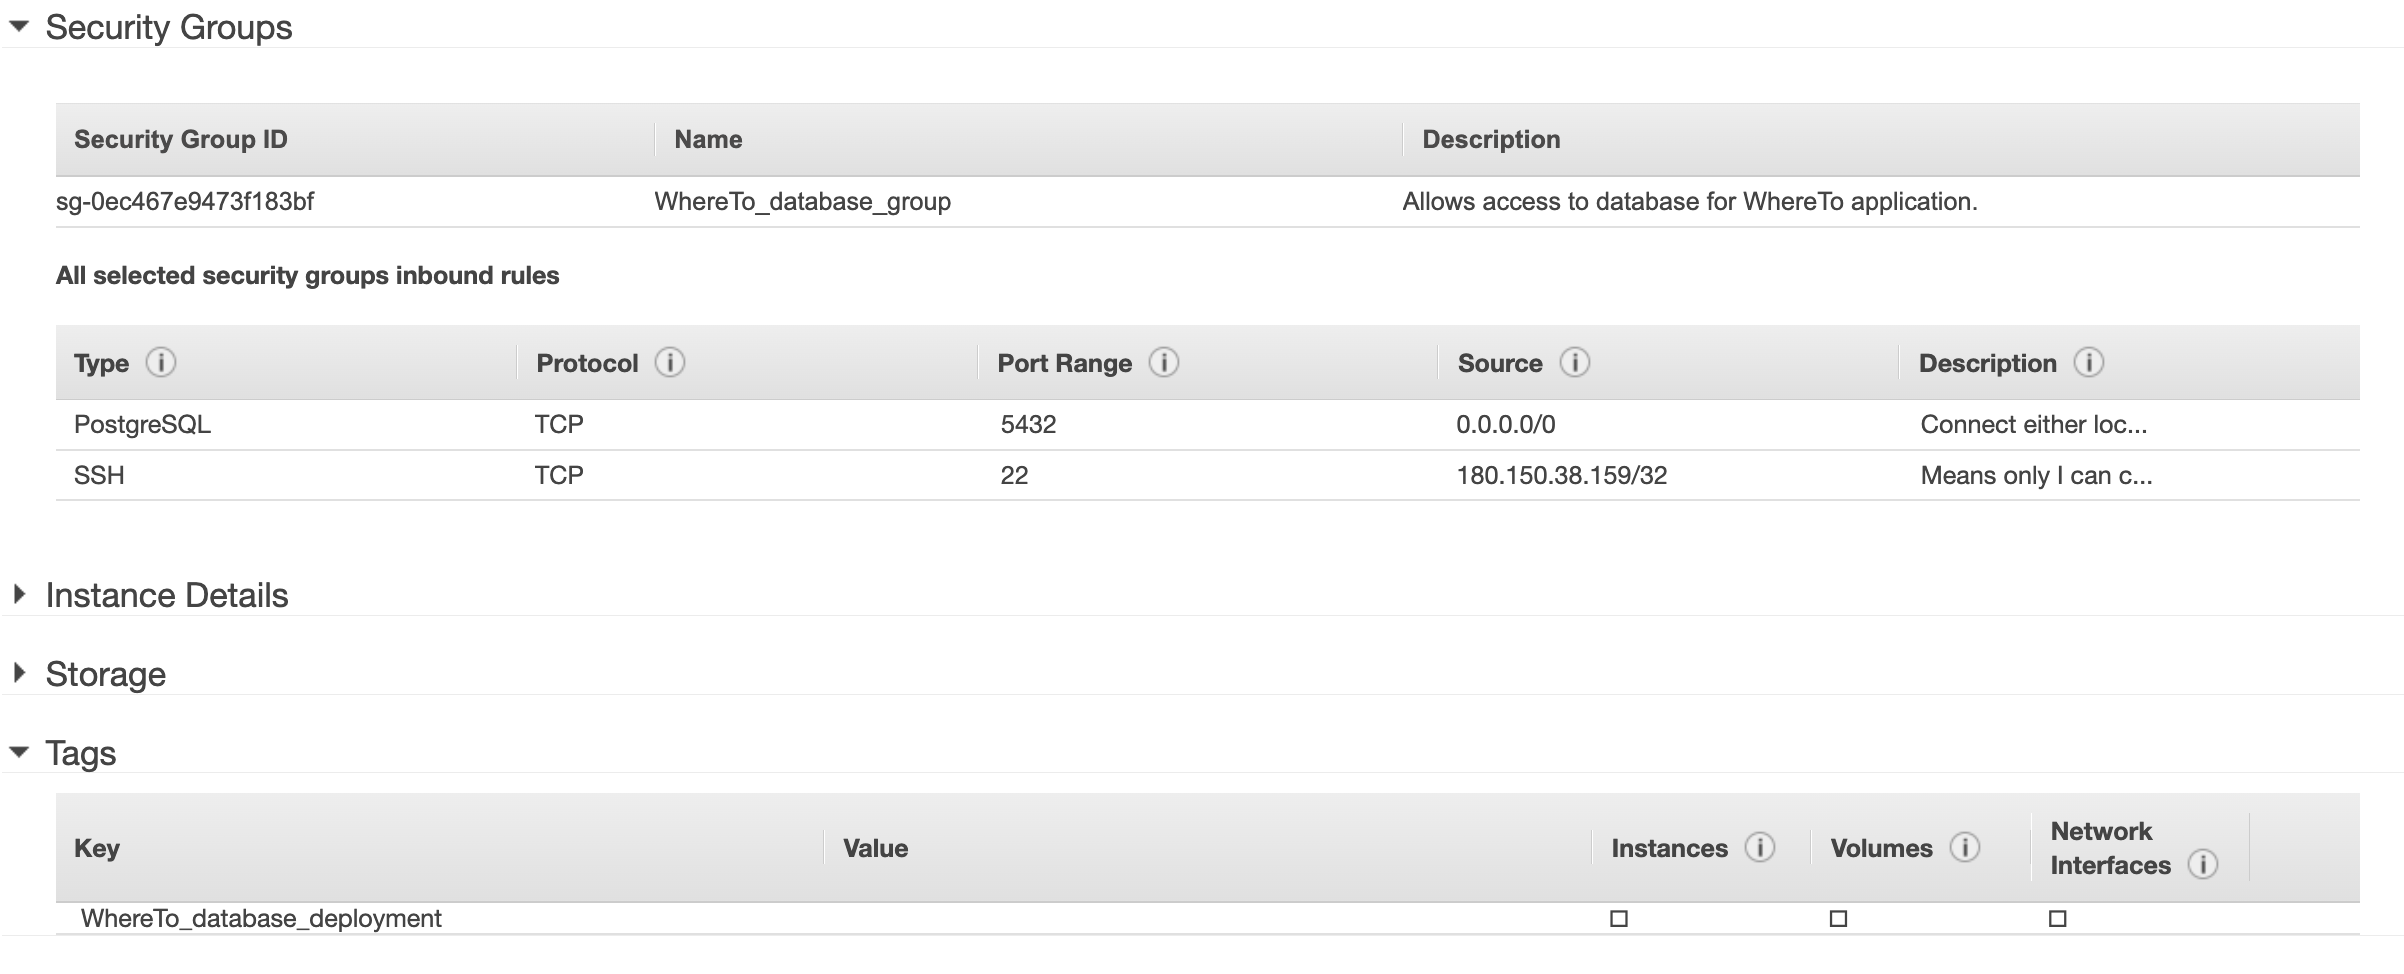 Security Groups
Security Group ID Name Description
sg-0ec467e9473f183bf WhereTo_database_group Allows access to database for WhereTo application.
All selected security groups inbound rules
Type Protocol Port Range Source Description
PostgreSQL TCP 5432 0.0.0.0/0 Connect either loc...
SSH TCP 22 180.150.38.159/32 Means only I can c...
Instance Details
Storage
Tags
Key Value Instances Volumes Network Interfaces
WhereTo_database_deployment